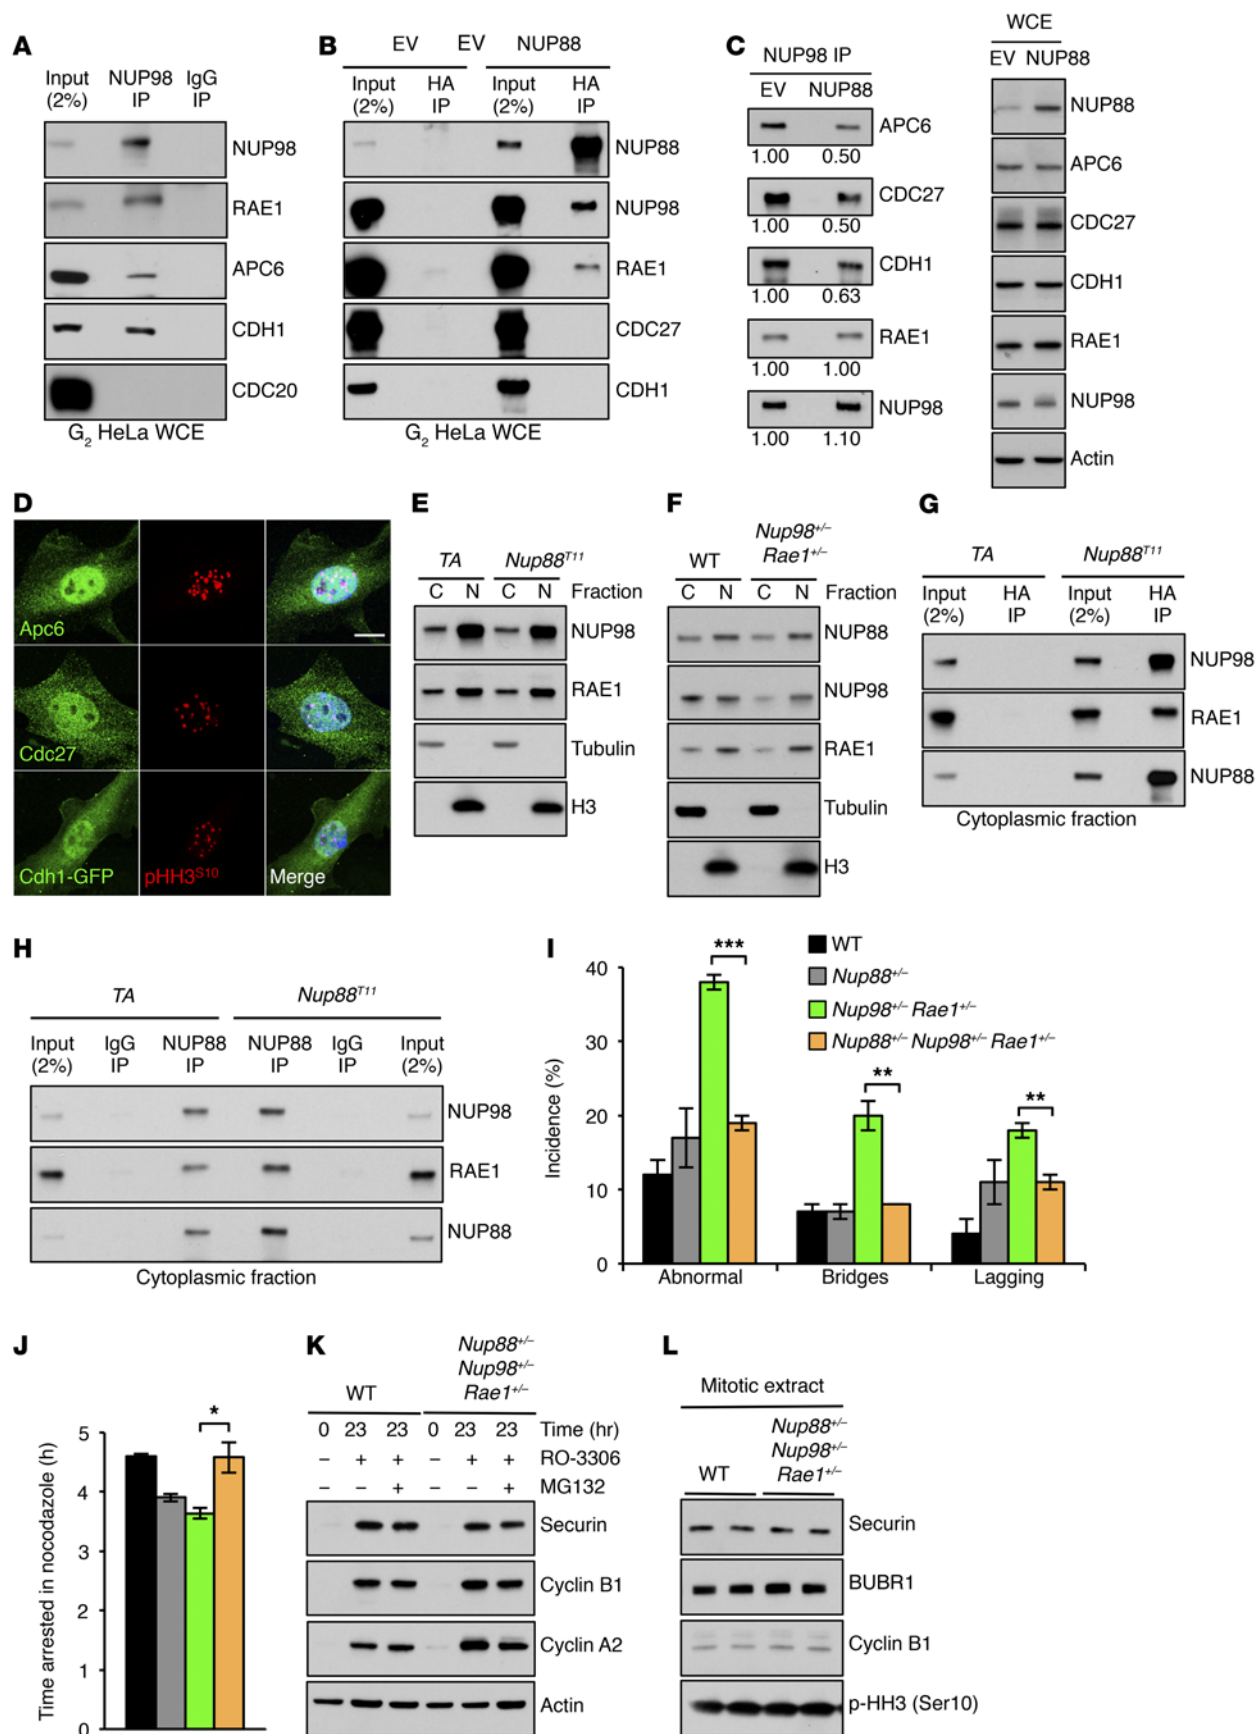 A
Input (2%) NUP98 IP IgG IP
NUP98
RAE1
APC6
CDH1
CDC20
G2 HeLa WCE
B
EV EV NUP88
Input (2%) HA IP Input (2%) HA IP
NUP88
NUP98
RAE1
CDC27
CDH1
G2 HeLa WCE
C
NUP98 IP
EV NUP88
APC6
1.00 0.50
CDC27
1.00 0.50
CDH1
1.00 0.63
RAE1
1.00 1.00
NUP98
1.00 1.10
WCE
EV NUP88
NUP88
APC6
CDC27
CDH1
RAE1
NUP98
Actin
D
Apc6
Cdc27
Cdh1-GFP pHH3S10 Merge
E
TA Nup88T11
C N C N Fraction
NUP98
RAE1
Tubulin
H3
F
Nup98+/–
WT Rae1+/–
C N C N Fraction
NUP88
NUP98
RAE1
Tubulin
H3
G
TA Nup88T11
Input (2%) HA IP Input (2%) HA IP
NUP98
RAE1
NUP88
Cytoplasmic fraction
H
TA Nup88T11
Input (2%) IgG IP NUP88 IP NUP88 IP IgG IP Input (2%)
NUP98
RAE1
NUP88
Cytoplasmic fraction
I
WT
Nup88+/–
Nup98+/– Rae1+/–
Nup88+/– Nup98+/– Rae1+/–
Incidence (%)
40
30
20
10
0
***
**
**
Abnormal Bridges Lagging
J
Time arrested in nocodazole (h)
5
4
3
2
1
0
*
K
Nup88+/–
Nup98+/–
WT Rae1+/–
0 23 23 0 23 23 Time (hr)
– + + – + + RO-3306
– – + – – + MG132
Securin
Cyclin B1
Cyclin A2
Actin
L
Mitotic extract
Nup88+/–
Nup98+/–
WT Rae1+/–
Securin
BUBR1
Cyclin B1
p-HH3 (Ser10)